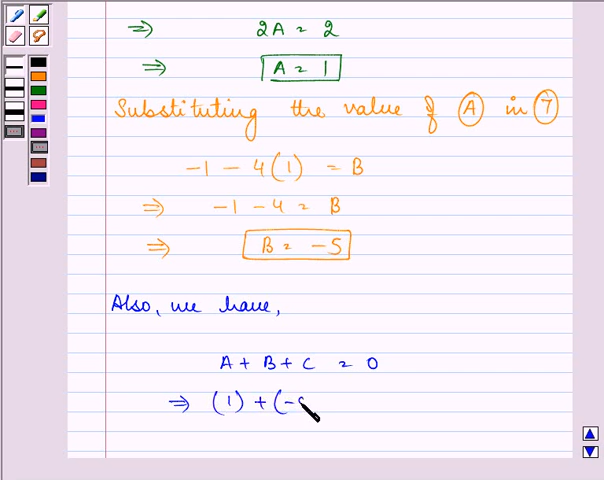 ⇒ 2A = 2
⇒ A = 1
Substituting the value of A in 7
-1 - 4(1) = B
⇒ -1 - 4 = B
⇒ B = -5
Also, we have,
A + B + C = 0
⇒ (1) + (-